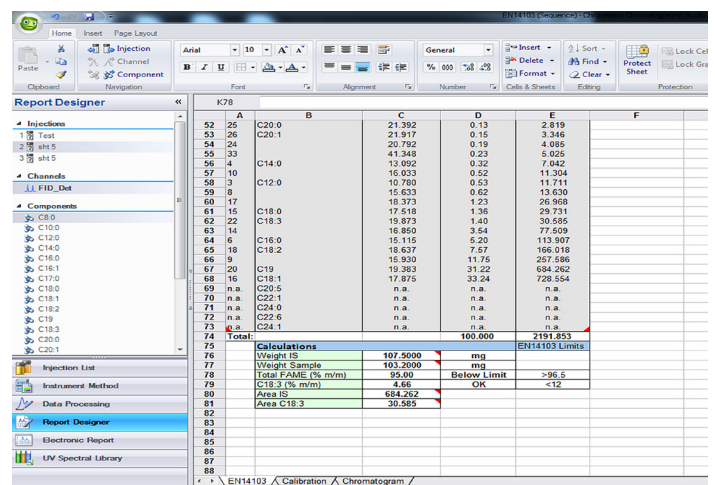 EN14103 (Sequence) -
Home Insert Page Layout
Injection Arial 10 General Insert Sort
Paste Channel Delete Find Protect Lock Cel
Component B I U % 000 Format Clear Sheet Lock Gra
Clipboard Navigation Font Alignment Number Cells & Sheets Editing Protection
Report Designer «
K78
A B C D E F
Injections
1 Test
2 sht 5
3 sht 5
Channels
FID_Det
Components
C8:0
C10:0
C12:0
C14:0
C16:0
C16:1
C17:0
C18:0
C18:1
C18:2
C19
C18:3
C20:0
C20:1
Injection List
Instrument Method
Data Processing
Report Designer
Electronic Report
UV Spectral Library
52 25 C20:0 21.392 0.13 2.819
53 26 C20:1 21.917 0.15 3.346
54 24 20.792 0.19 4.085
55 33 41.348 0.23 5.025
56 4 C14:0 13.092 0.32 7.042
57 10 16.033 0.52 11.304
58 3 C12:0 10.780 0.53 11.711
59 8 15.633 0.62 13.630
60 17 18.373 1.23 26.968
61 15 C18:0 17.518 1.36 29.731
62 22 C18:3 19.873 1.40 30.585
63 14 16.850 3.54 77.509
64 6 C16:0 15.115 5.20 113.907
65 18 C18:2 18.637 7.57 166.018
66 9 15.930 11.75 257.586
67 20 C19 19.383 31.22 684.262
68 16 C18:1 17.875 33.24 728.554
69 n.a. C20:5 n.a. n.a. n.a.
70 n.a. C22:1 n.a. n.a. n.a.
71 n.a. C24:0 n.a. n.a. n.a.
72 n.a. C22:6 n.a. n.a. n.a.
73 n.a. C24:1 n.a. n.a. n.a.
74 Total: 100.000 2191.853
75 Calculations EN14103 Limits
76 Weight IS 107.5000 mg
77 Weight Sample 103.2000 mg
78 Total FAME (% m/m) 95.00 Below Limit >96.5
79 C18:3 (% m/m) 4.66 OK <12
80 Area IS 684.262
81 Area C18:3 30.585
82
83
84
85
86
87
88
EN14103 Calibration Chromatogram